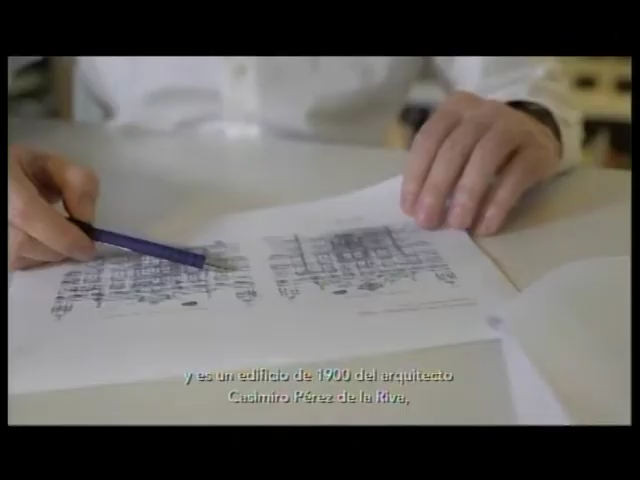 y es un edificio de 1900 del arquitecto
Casimiro Pérez de la Riva,